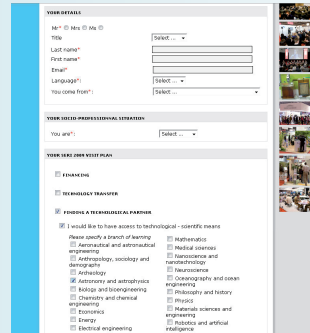 YOUR DETAILS
Mr* Mrs Ms
Title Select ...
Last name*
First name*
Email*
Language*: Select ...
You come from*: Select ...
YOUR SOCIO-PROFESSIONNAL SITUATION
You are*: Select ...
YOUR SERI 2009 VISIT PLAN
FINANCING
TECHNOLOGY TRANSFER
FINDING A TECHNOLOGICAL PARTNER
I would like to have access to technological - scientific means
Please specify a branch of learning
Aeronautical and astronautical
engineering
Anthropology, sociology and
demography
Archeology
Astronomy and astrophysics
Biology and bioengineering
Chemistry and chemical
engineering
Economics
Energy
Electrical engineering
Mathematics
Medical sciences
Nanoscience and
nanotechnology
Neuroscience
Oceanography and ocean
engineering
Philosophy and history
Physics
Materials sciences and
engineering
Robotics and artificial
intelligence